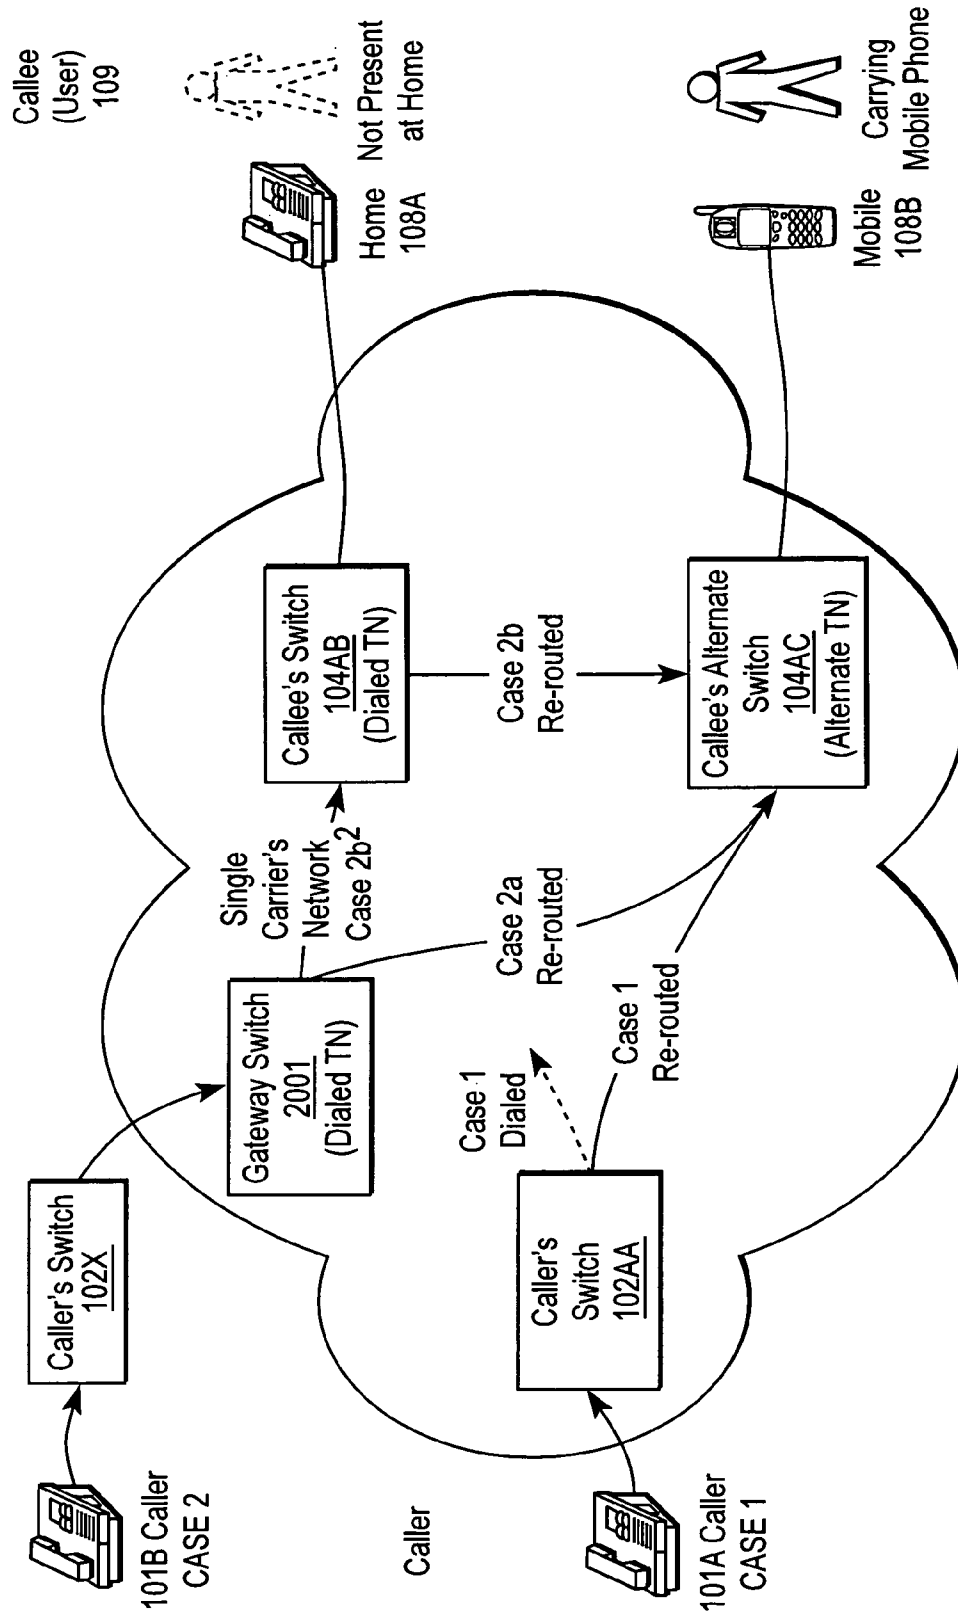 Callee
(User)
109
Not Present
at Home
Home
108A
Carrying
Mobile Phone
Mobile
108B
Callee's Switch
104AB
(Dialed TN)
Case 2b
Re-routed
Callee's Alternate
Switch
104AC
(Alternate TN)
Single
Carrier's
Network
Case 2b2
Case 2a
Re-routed
Case 1
Re-routed
Case 1
Dialed
Gateway Switch
2001
(Dialed TN)
Caller's Switch
102X
Caller's
Switch
102AA
101B Caller
CASE 2
Caller
101A Caller
CASE 1